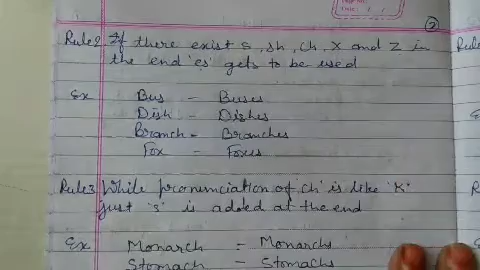 2
Rule2 If there exist s, sh, ch, X and Z in
the end 'es' gets to be used
Ex Bus - Buses
Dish - Dishes
Branch - Branches
Fox - Foxes
Rule3 While pronunciation of 'ch' is like 'K'
just 's' is added at the end
Ex Monarch = Monarchs
Stomach - Stomachs